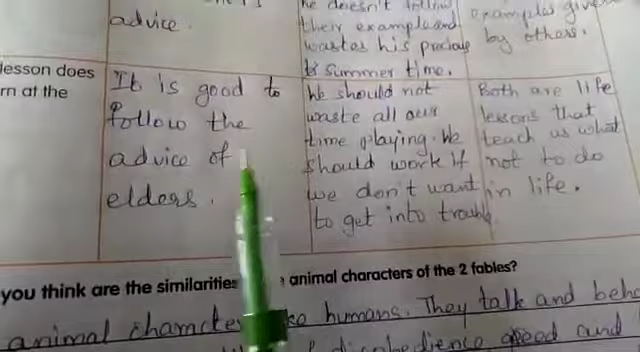 advice.
he doesn't follow
their example and
wastes his precious
summer time.
examples given
by others.
lesson does
rn at the
It is good to
follow the
advice of
elders.
We should not
waste all our
time playing. We
should work if
we don't want
to get into trouble
Both are life
lessons that
teach us what
not to do
in life.
you think are the similarities animal characters of the 2 fables?
animal character humans. They talk and beha
disobedience